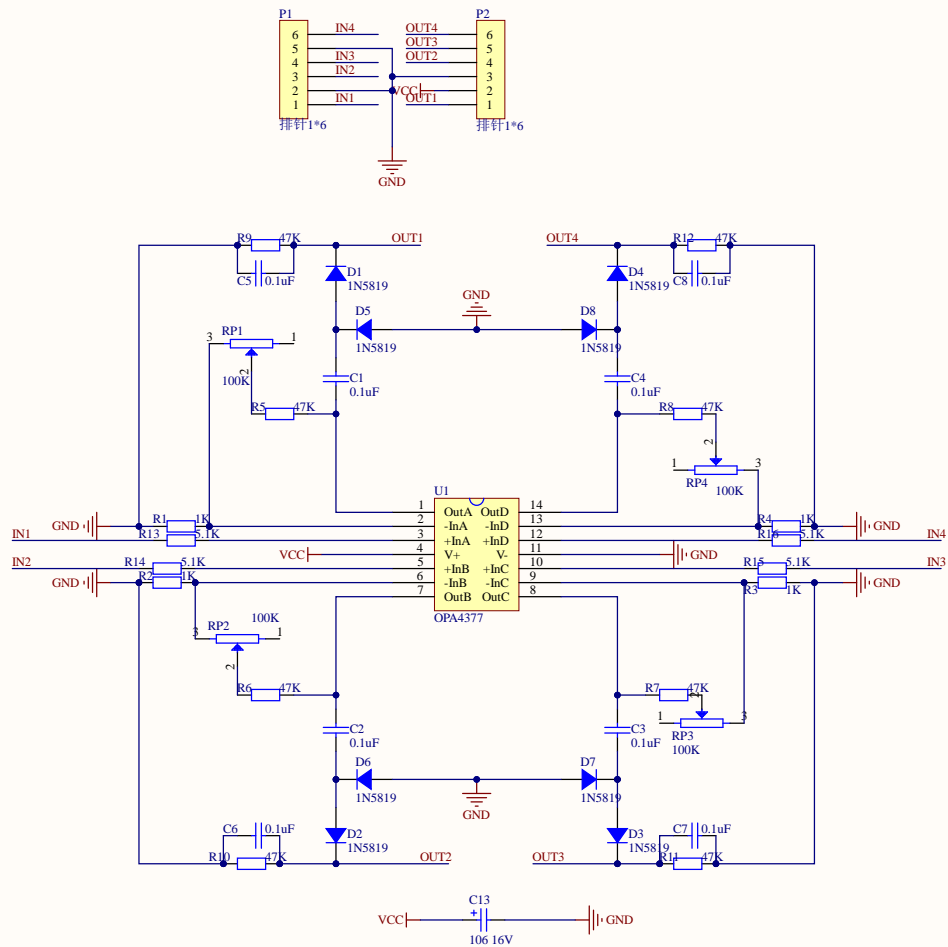 P1
P2
6 IN4 OUT4 6
5 OUT3 5
4 IN3 OUT2 4
3 IN2 3
2 VCC 2
1 IN1 OUT1 1
排针1*6
排针1*6
GND
R9 47K OUT1
OUT4 R12 47K
C5 0.1uF
D1
1N5819
D4
1N5819
C8 0.1uF
GND
D5
1N5819
D8
1N5819
3 RP1 1
2
100K
C1
0.1uF
C4
0.1uF
R5 47K
R8 47K
2
1 3
RP4
100K
U1
1 OutA OutD 14
GND R1 1K 2 -InA -InD 13 R4 1K GND
IN1 R13 5.1K 3 +InA +InD 12 R16 5.1K IN4
VCC 4 V+ V- 11 GND
IN2 R14 5.1K 5 +InB +InC 10 R15 5.1K IN3
GND R2 1K 6 -InB -InC 9 R3 1K GND
7 OutB OutC 8
OPA4377
100K
3 RP2 1
2
R6 47K
R7 47K
2
1 3
RP3
100K
C2
0.1uF
C3
0.1uF
D6
1N5819
D7
1N5819
GND
C6 0.1uF
D2
1N5819
D3
1N5819
C7 0.1uF
R10 47K OUT2
OUT3 R11 47K
C13
VCC + GND
106 16V